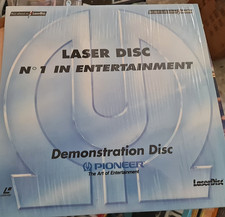 LASER DISC
N° 1 IN ENTERTAINMENT
Demonstration Disc
PIONEER
The Art of Entertainment
LaserDisc